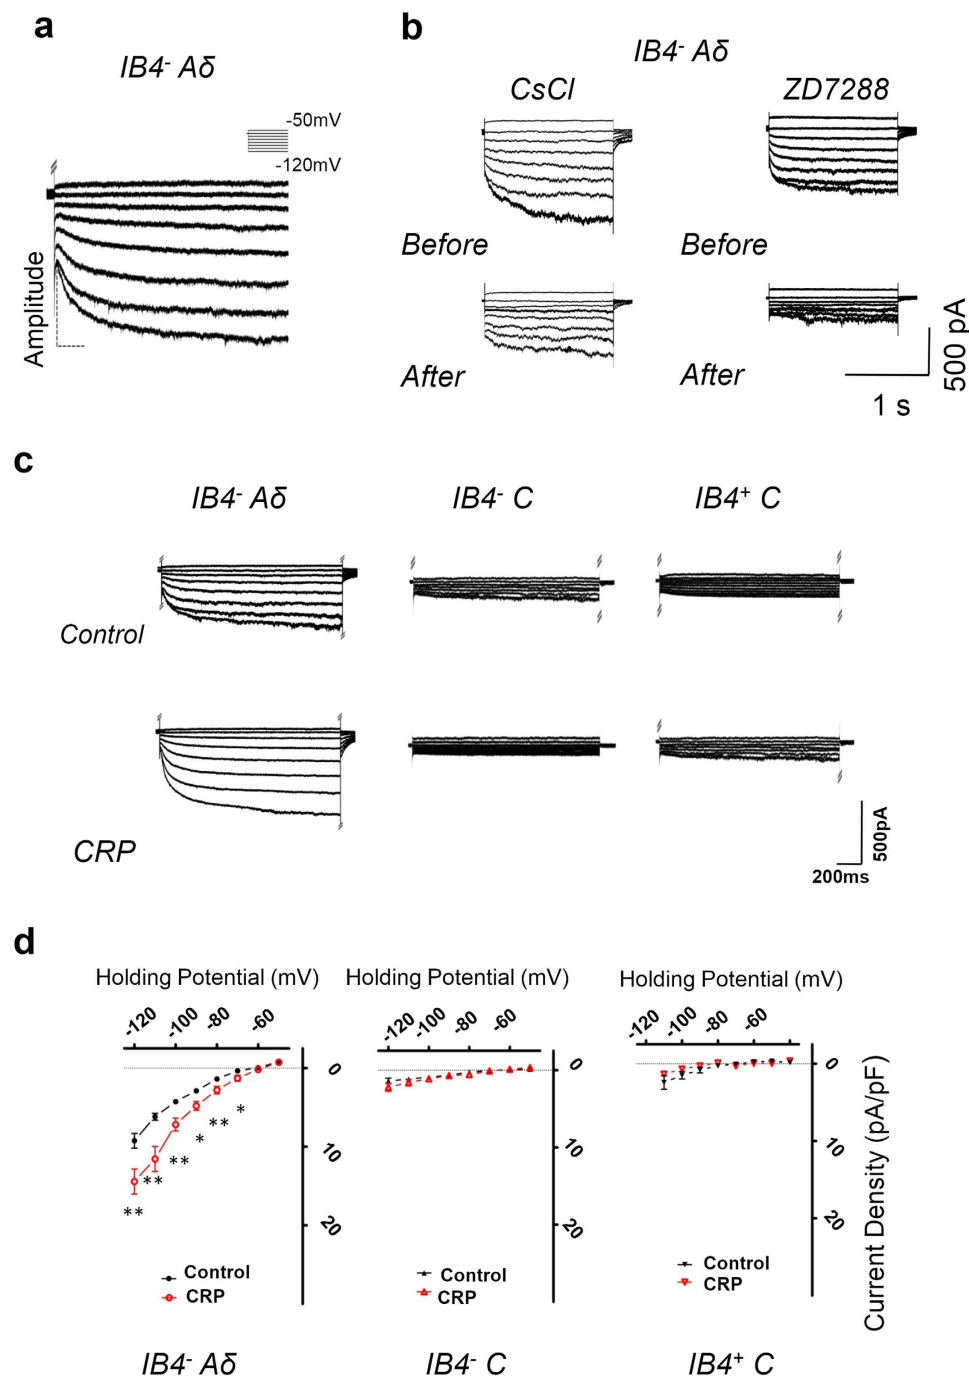 a
IB4⁻ Aδ
-50mV
-120mV
Amplitude
b
IB4⁻ Aδ
CsCl
ZD7288
Before
Before
After
After
500 pA
1 s
c
IB4⁻ Aδ
IB4⁻ C
IB4⁺ C
Control
CRP
500pA
200ms
d
Holding Potential (mV)
-120 -100 -80 -60
0
10
20
** ** ** * ** *
Control
CRP
IB4⁻ Aδ
Holding Potential (mV)
-120 -100 -80 -60
0
10
20
Control
CRP
IB4⁻ C
Holding Potential (mV)
-120 -100 -80 -60
0
10
20
Control
CRP
IB4⁺ C
Current Density (pA/pF)